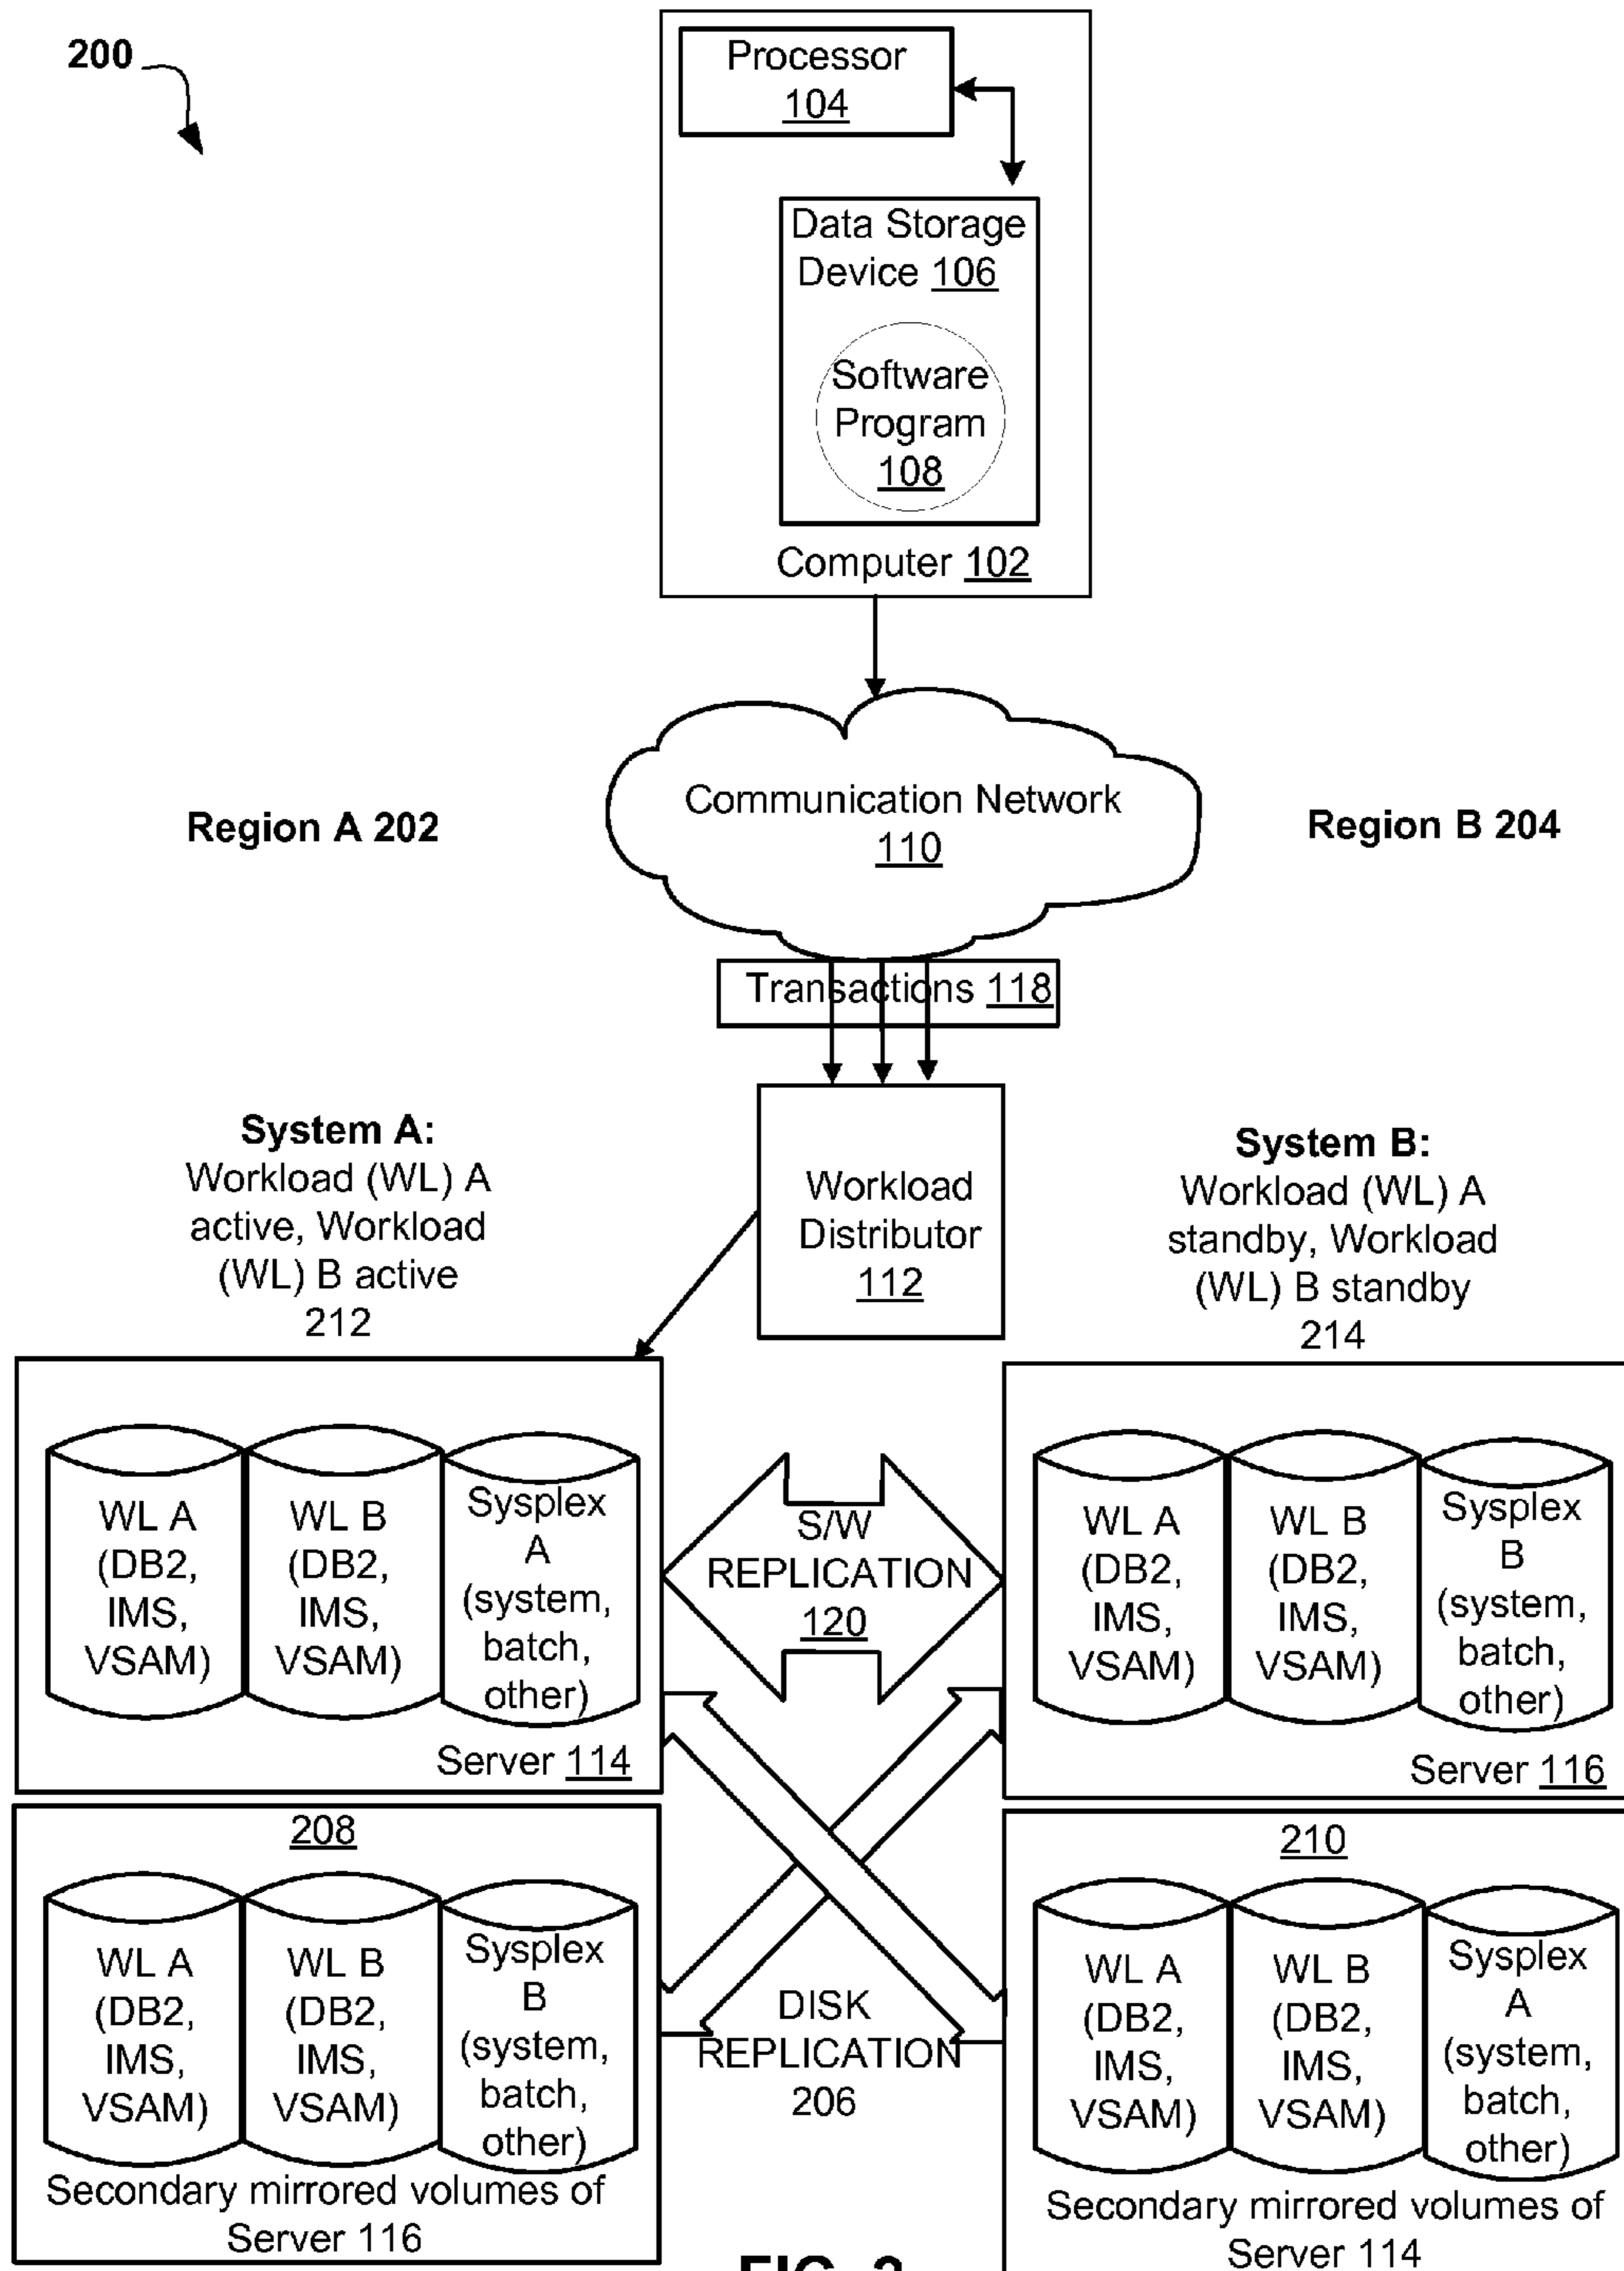 200
Processor
104
Data Storage
Device 106
Software
Program
108
Computer 102
Communication Network
110
Region A 202
Region B 204
Transactions 118
Workload
Distributor
112
System A:
Workload (WL) A
active, Workload
(WL) B active
212
System B:
Workload (WL) A
standby, Workload
(WL) B standby
214
WL A
(DB2,
IMS,
VSAM)
WL B
(DB2,
IMS,
VSAM)
Sysplex
A
(system,
batch,
other)
Server 114
S/W
REPLICATION
120
WL A
(DB2,
IMS,
VSAM)
WL B
(DB2,
IMS,
VSAM)
Sysplex
B
(system,
batch,
other)
Server 116
208
WL A
(DB2,
IMS,
VSAM)
WL B
(DB2,
IMS,
VSAM)
Sysplex
B
(system,
batch,
other)
Secondary mirrored volumes of
Server 116
DISK
REPLICATION
206
210
WL A
(DB2,
IMS,
VSAM)
WL B
(DB2,
IMS,
VSAM)
Sysplex
A
(system,
batch,
other)
Secondary mirrored volumes of
Server 114